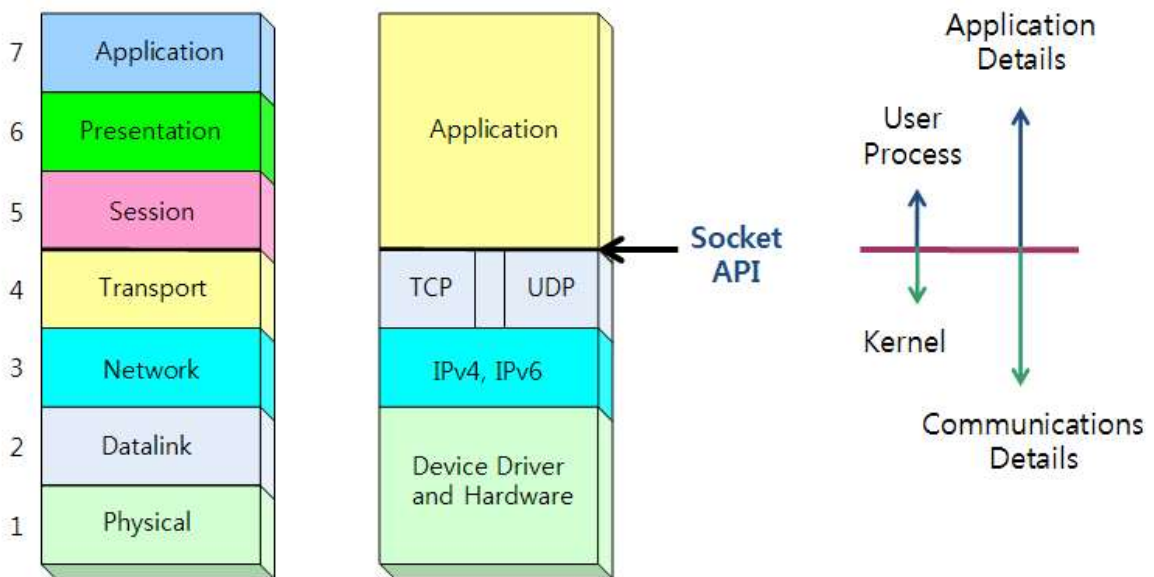 7
Application
6
Presentation
5
Session
4
Transport
3
Network
2
Datalink
1
Physical
Application
TCP
UDP
IPv4, IPv6
Device Driver
and Hardware
Socket
API
Application
Details
User
Process
Kernel
Communications
Details